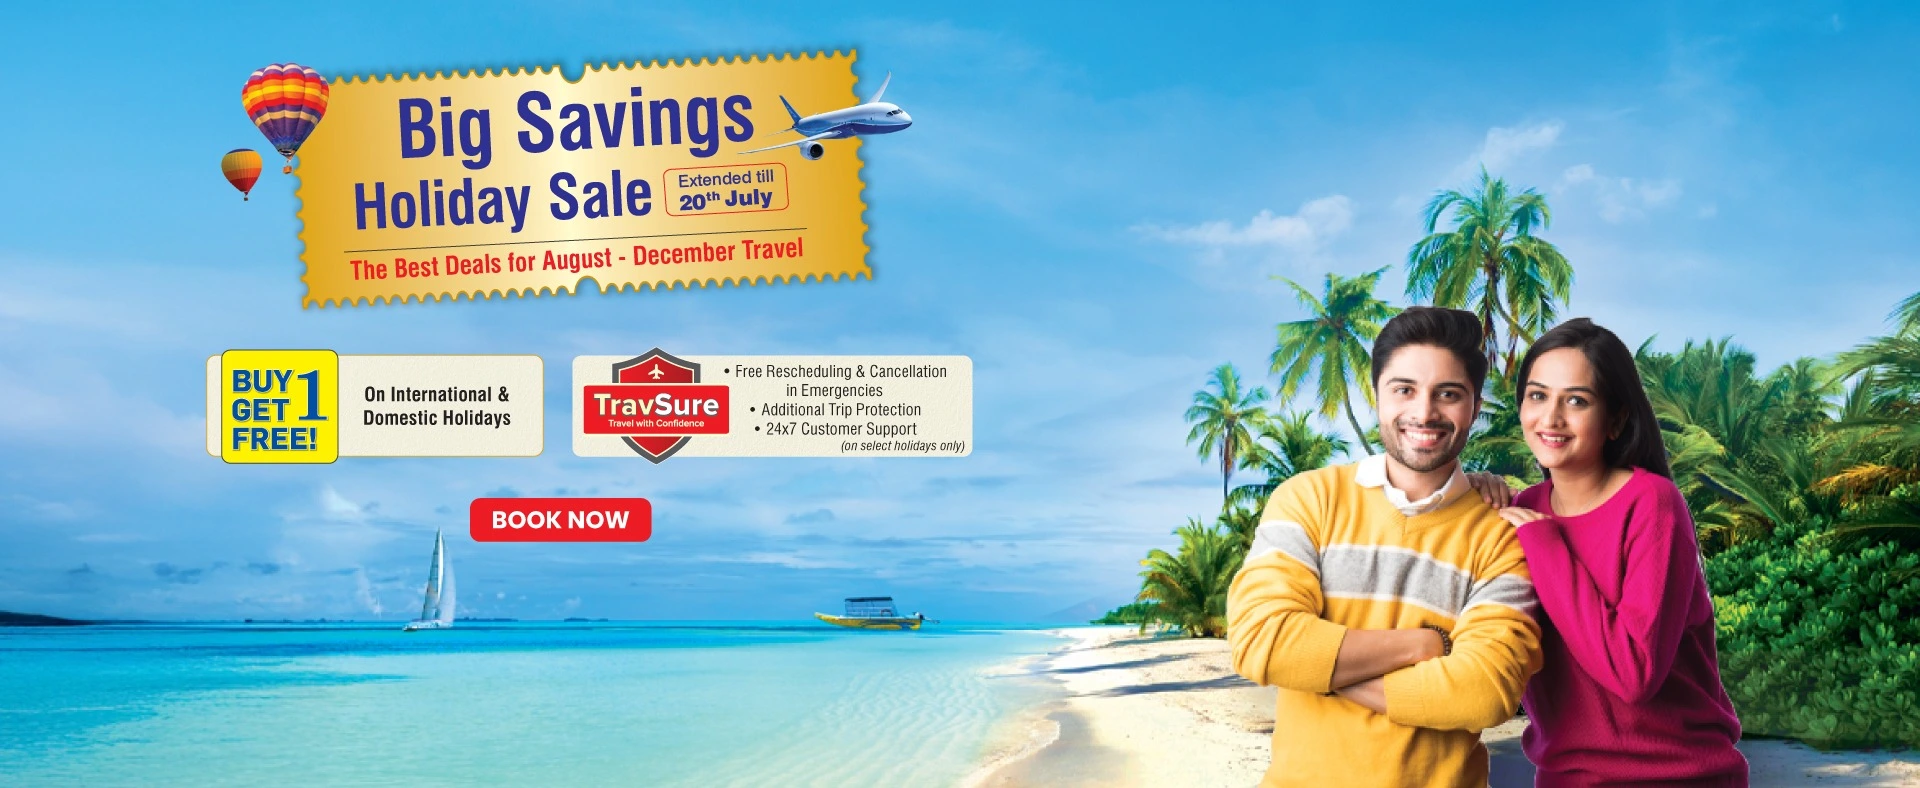 Big Savings
Holiday Sale
Extended till
20th July
The Best Deals for August - December Travel
BUY 1
GET
FREE!
On International &
Domestic Holidays
TravSure
Travel with Confidence
• Free Rescheduling & Cancellation
in Emergencies
• Additional Trip Protection
• 24x7 Customer Support
(on select holidays only)
BOOK NOW